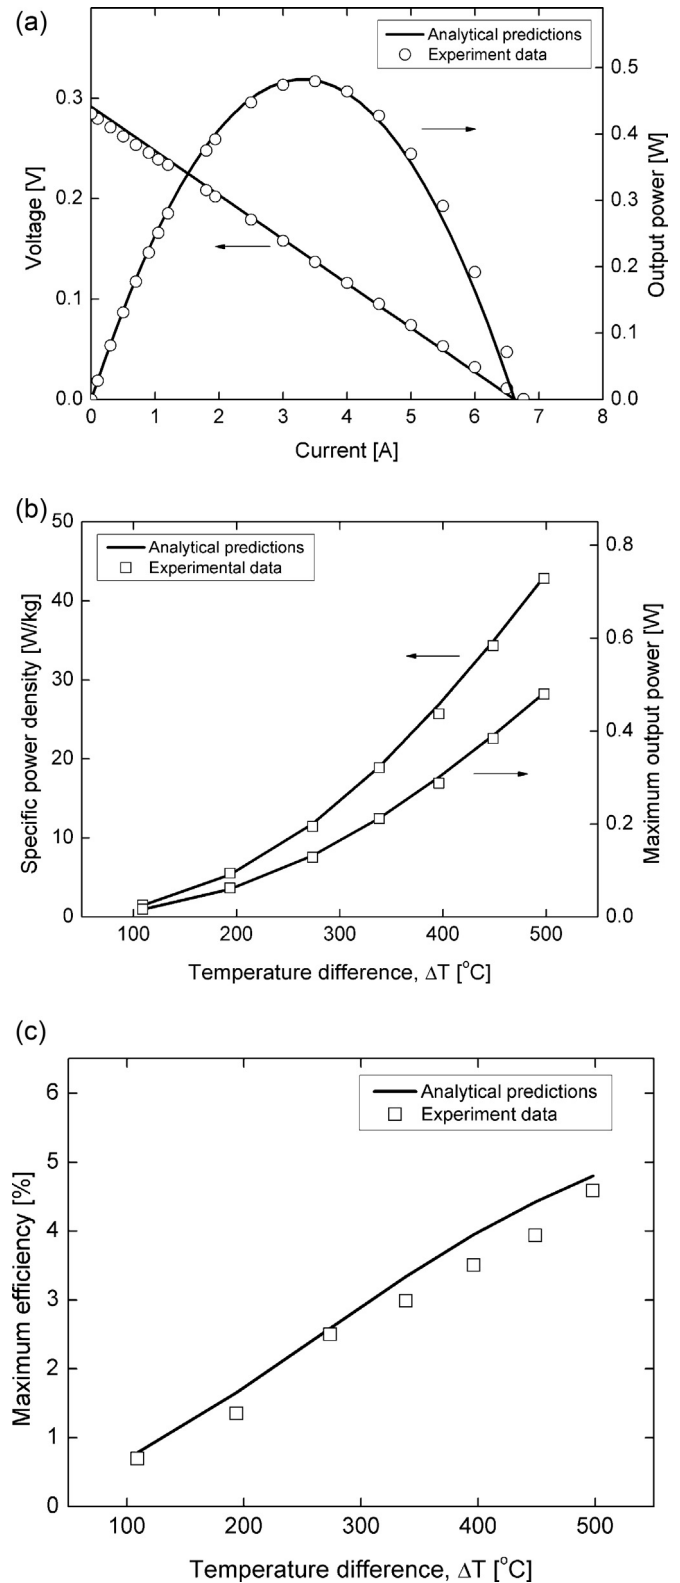 (a)
Analytical predictions
Experiment data
0.3
0.2
0.1
0.0
Voltage [V]
0.5
0.4
0.3
0.2
0.1
0.0
Output power [W]
0 1 2 3 4 5 6 7 8
Current [A]
(b)
Analytical predictions
Experimental data
50
40
30
20
10
0
Specific power density [W/kg]
0.8
0.6
0.4
0.2
0.0
Maximum output power [W]
100 200 300 400 500
Temperature difference, ΔT [°C]
(c)
Analytical predictions
Experiment data
6
5
4
3
2
1
0
Maximum efficiency [%]
100 200 300 400 500
Temperature difference, ΔT [°C]